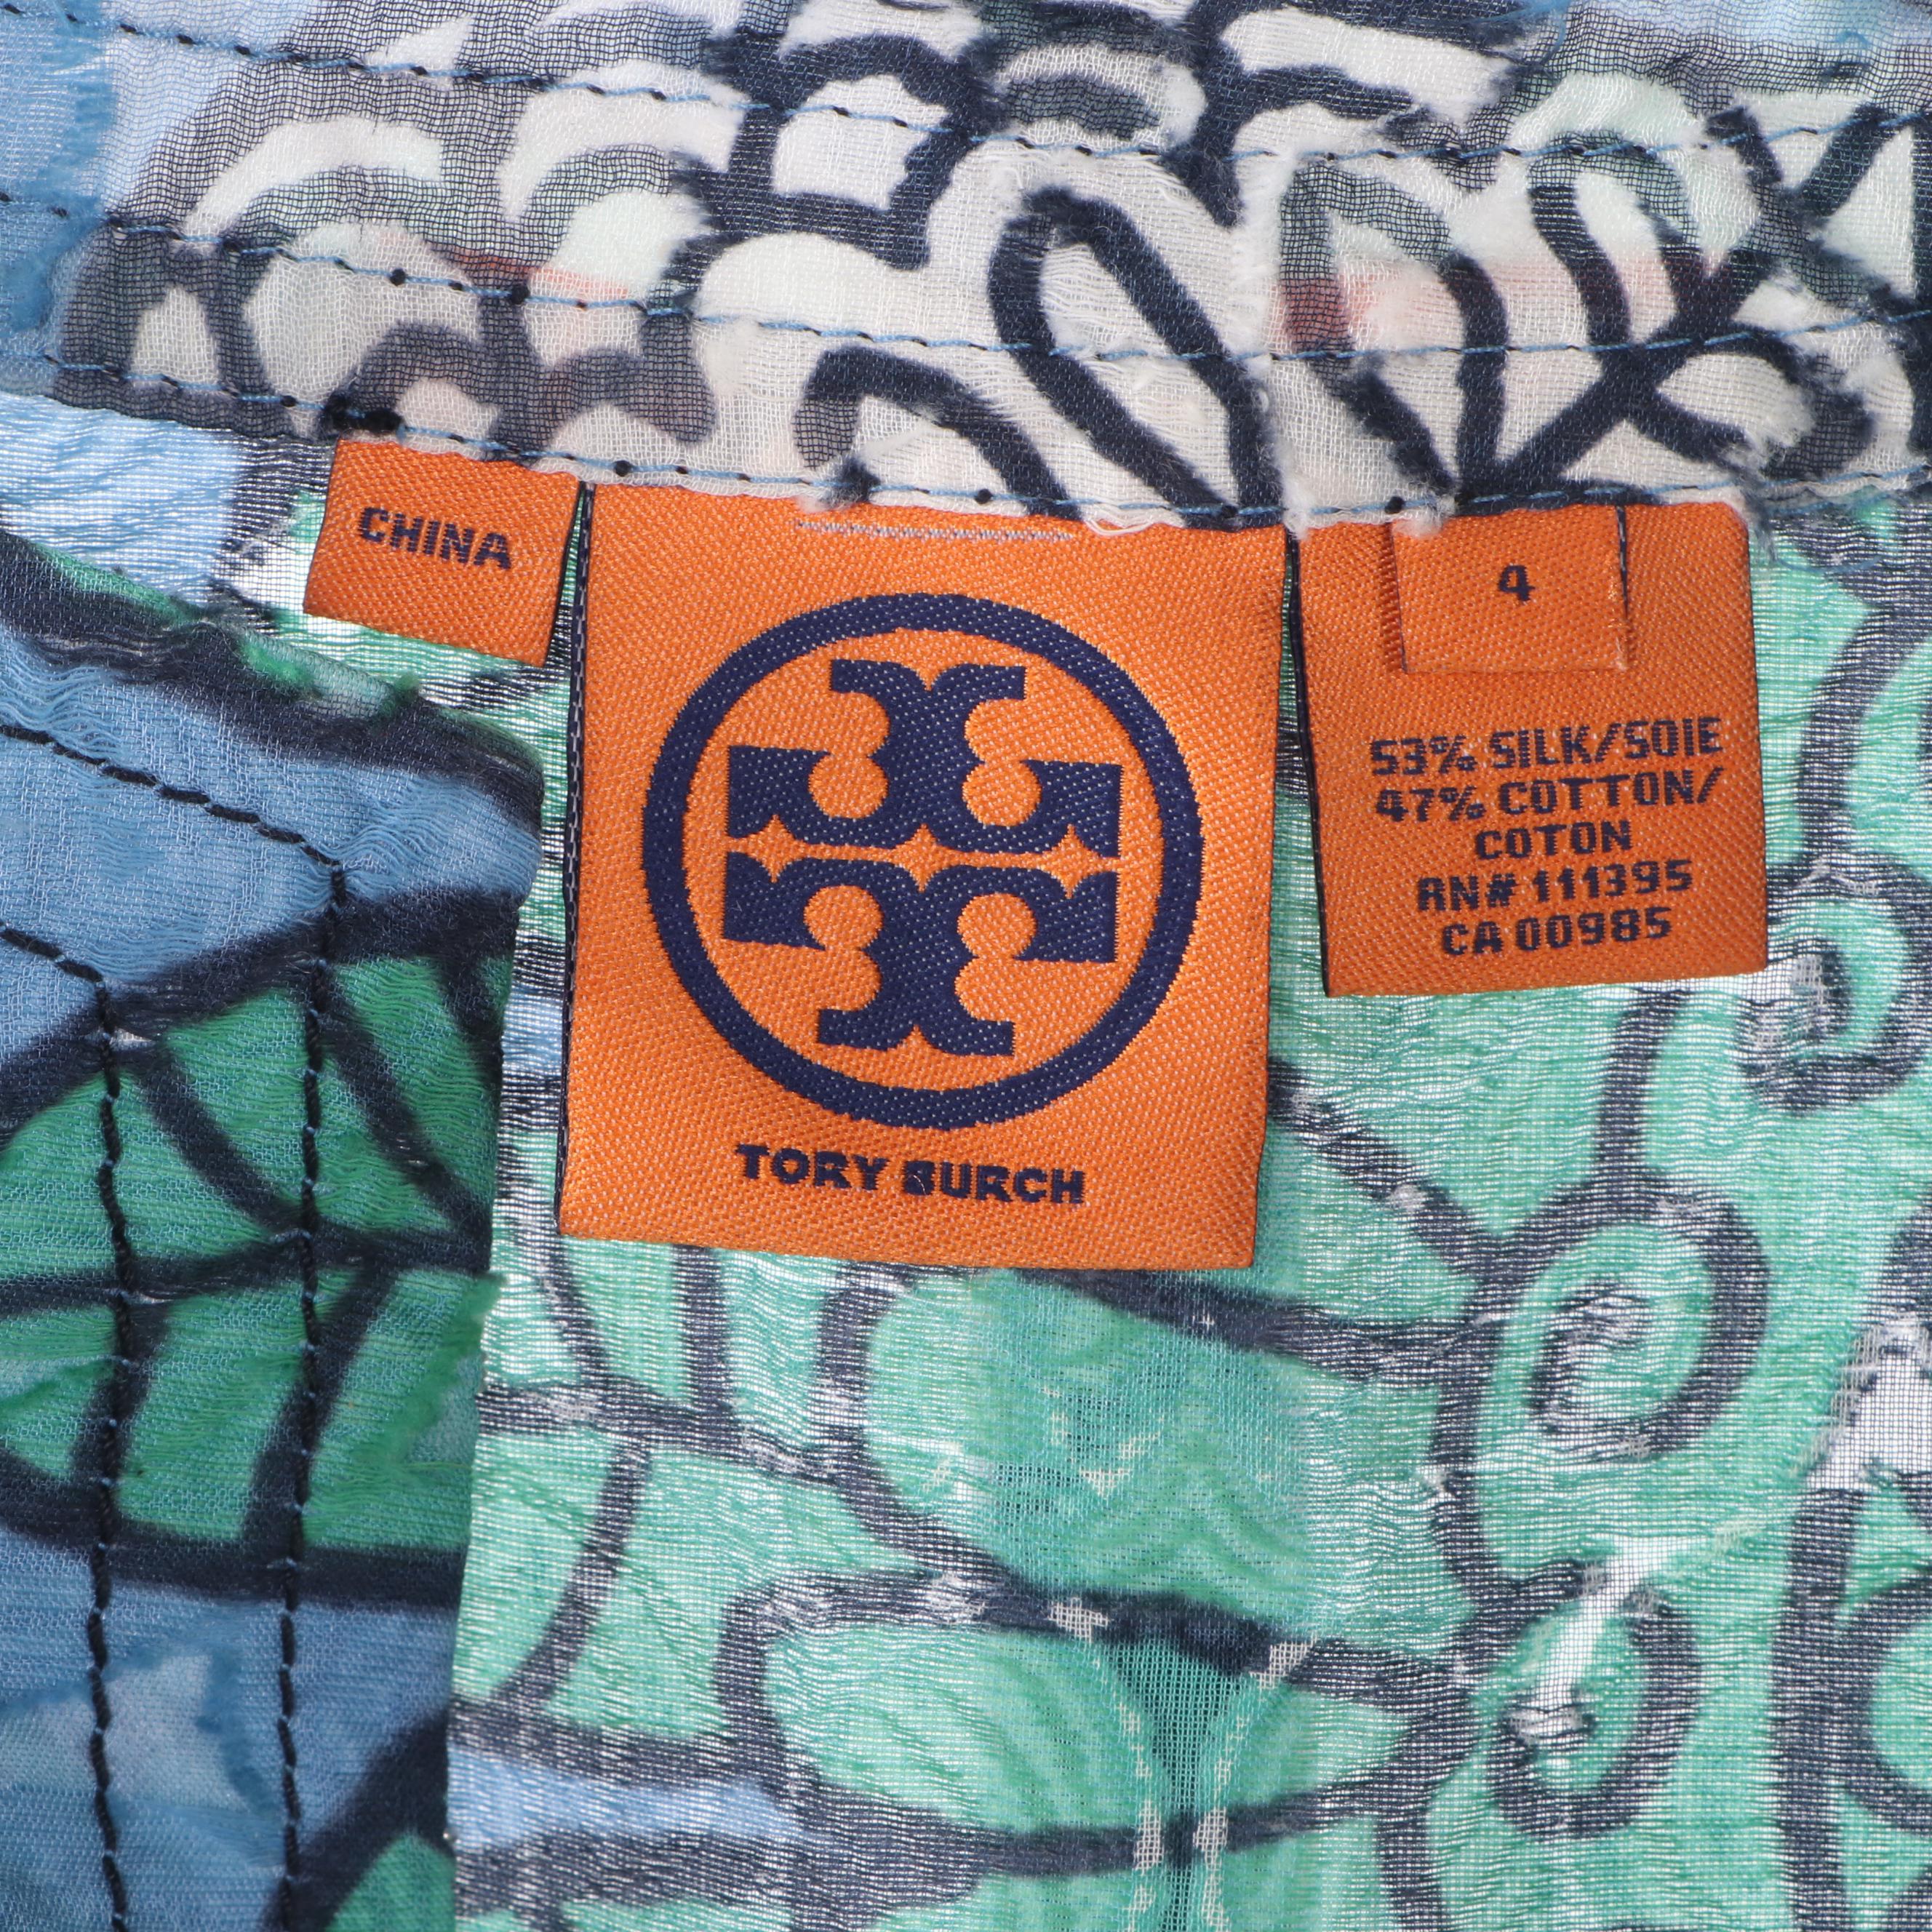 CHINA
TORY BURCH
4
53% SILK/SOIE
47% COTTON/
COTON
RN# 111395
CA 00985